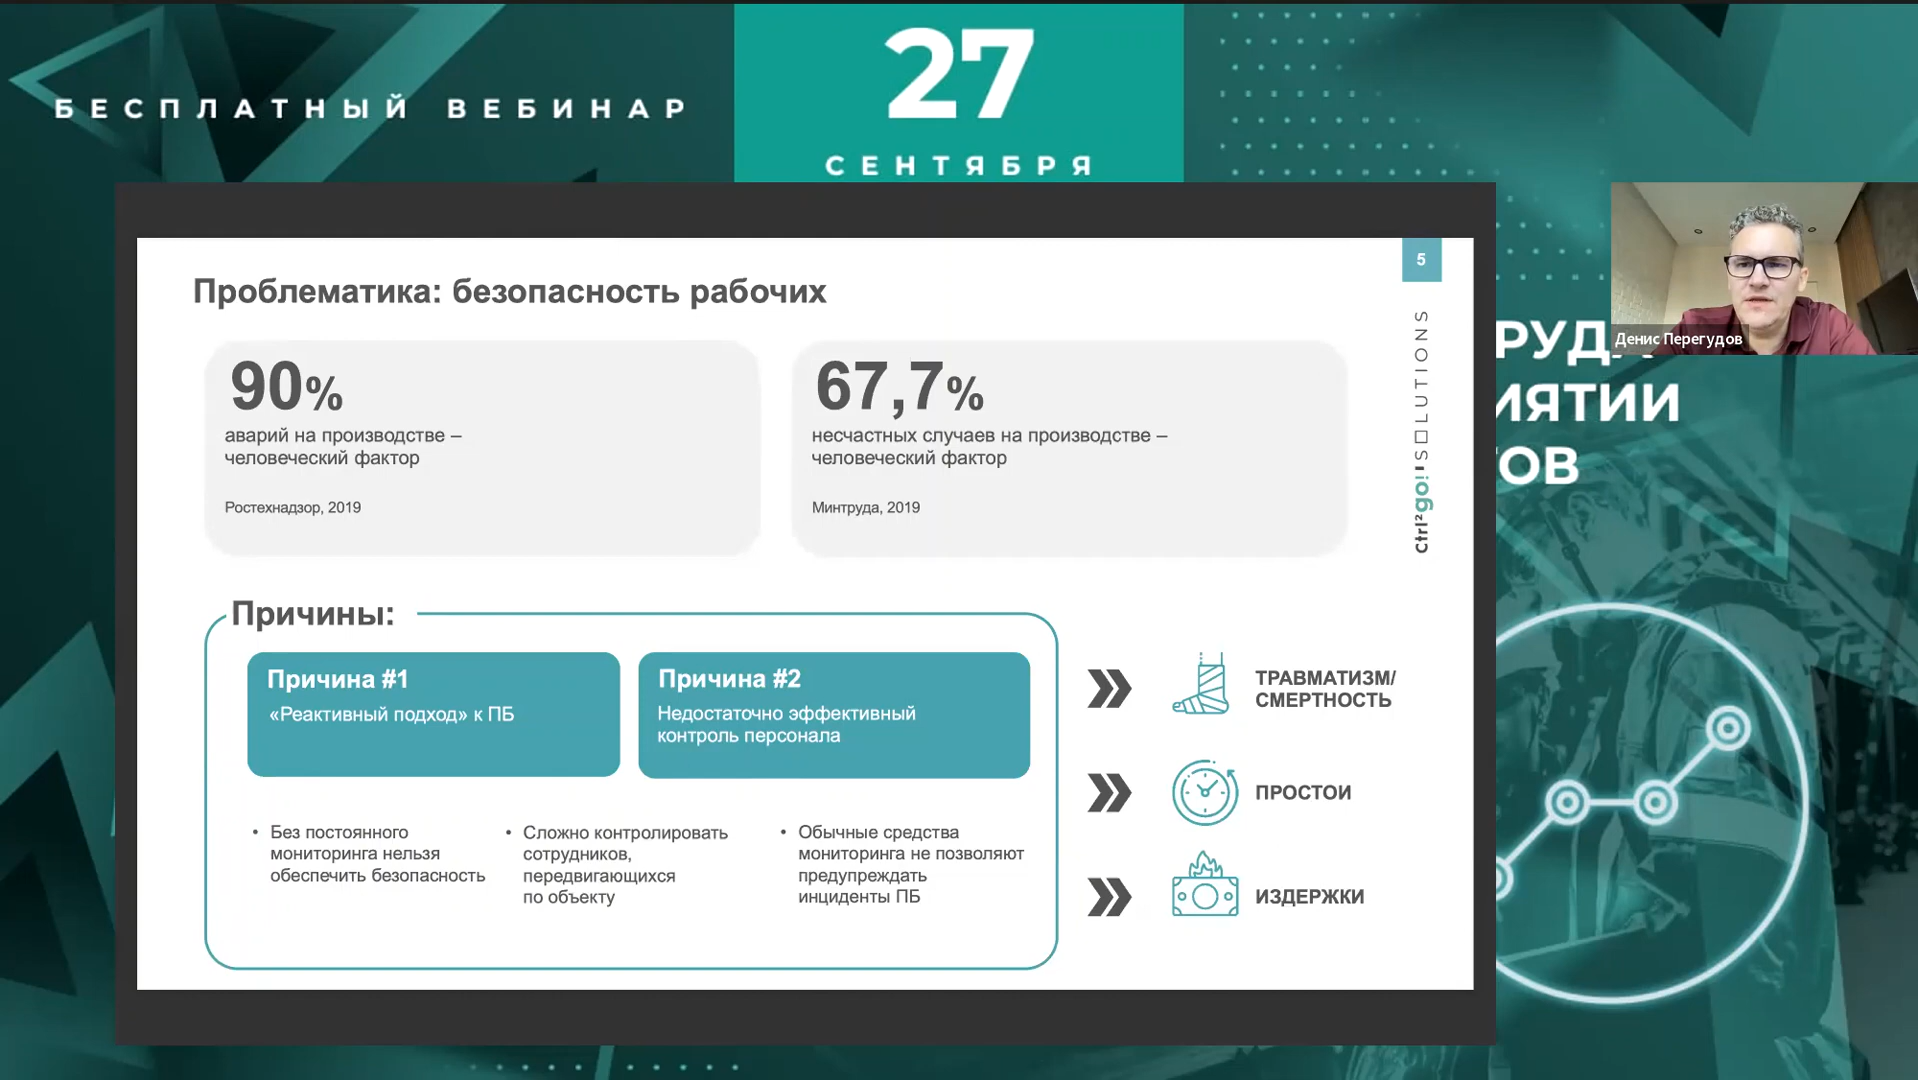 БЕСПЛАТНЫЙ ВЕБИНАР
27
СЕНТЯБРЯ
Проблематика: безопасность рабочих
5
90%
аварий на производстве –
человеческий фактор
Ростехнадзор, 2019
67,7%
несчастных случаев на производстве –
человеческий фактор
Минтруда, 2019
Ctrl²go! SOLUTIONS
Причины:
Причина #1
«Реактивный подход» к ПБ
Причина #2
Недостаточно эффективный
контроль персонала
• Без постоянного
мониторинга нельзя
обеспечить безопасность
• Сложно контролировать
сотрудников,
передвигающихся
по объекту
• Обычные средства
мониторинга не позволяют
предупреждать
инциденты ПБ
ТРАВМАТИЗМ/
СМЕРТНОСТЬ
ПРОСТОИ
ИЗДЕРЖКИ
Денис Перегудов